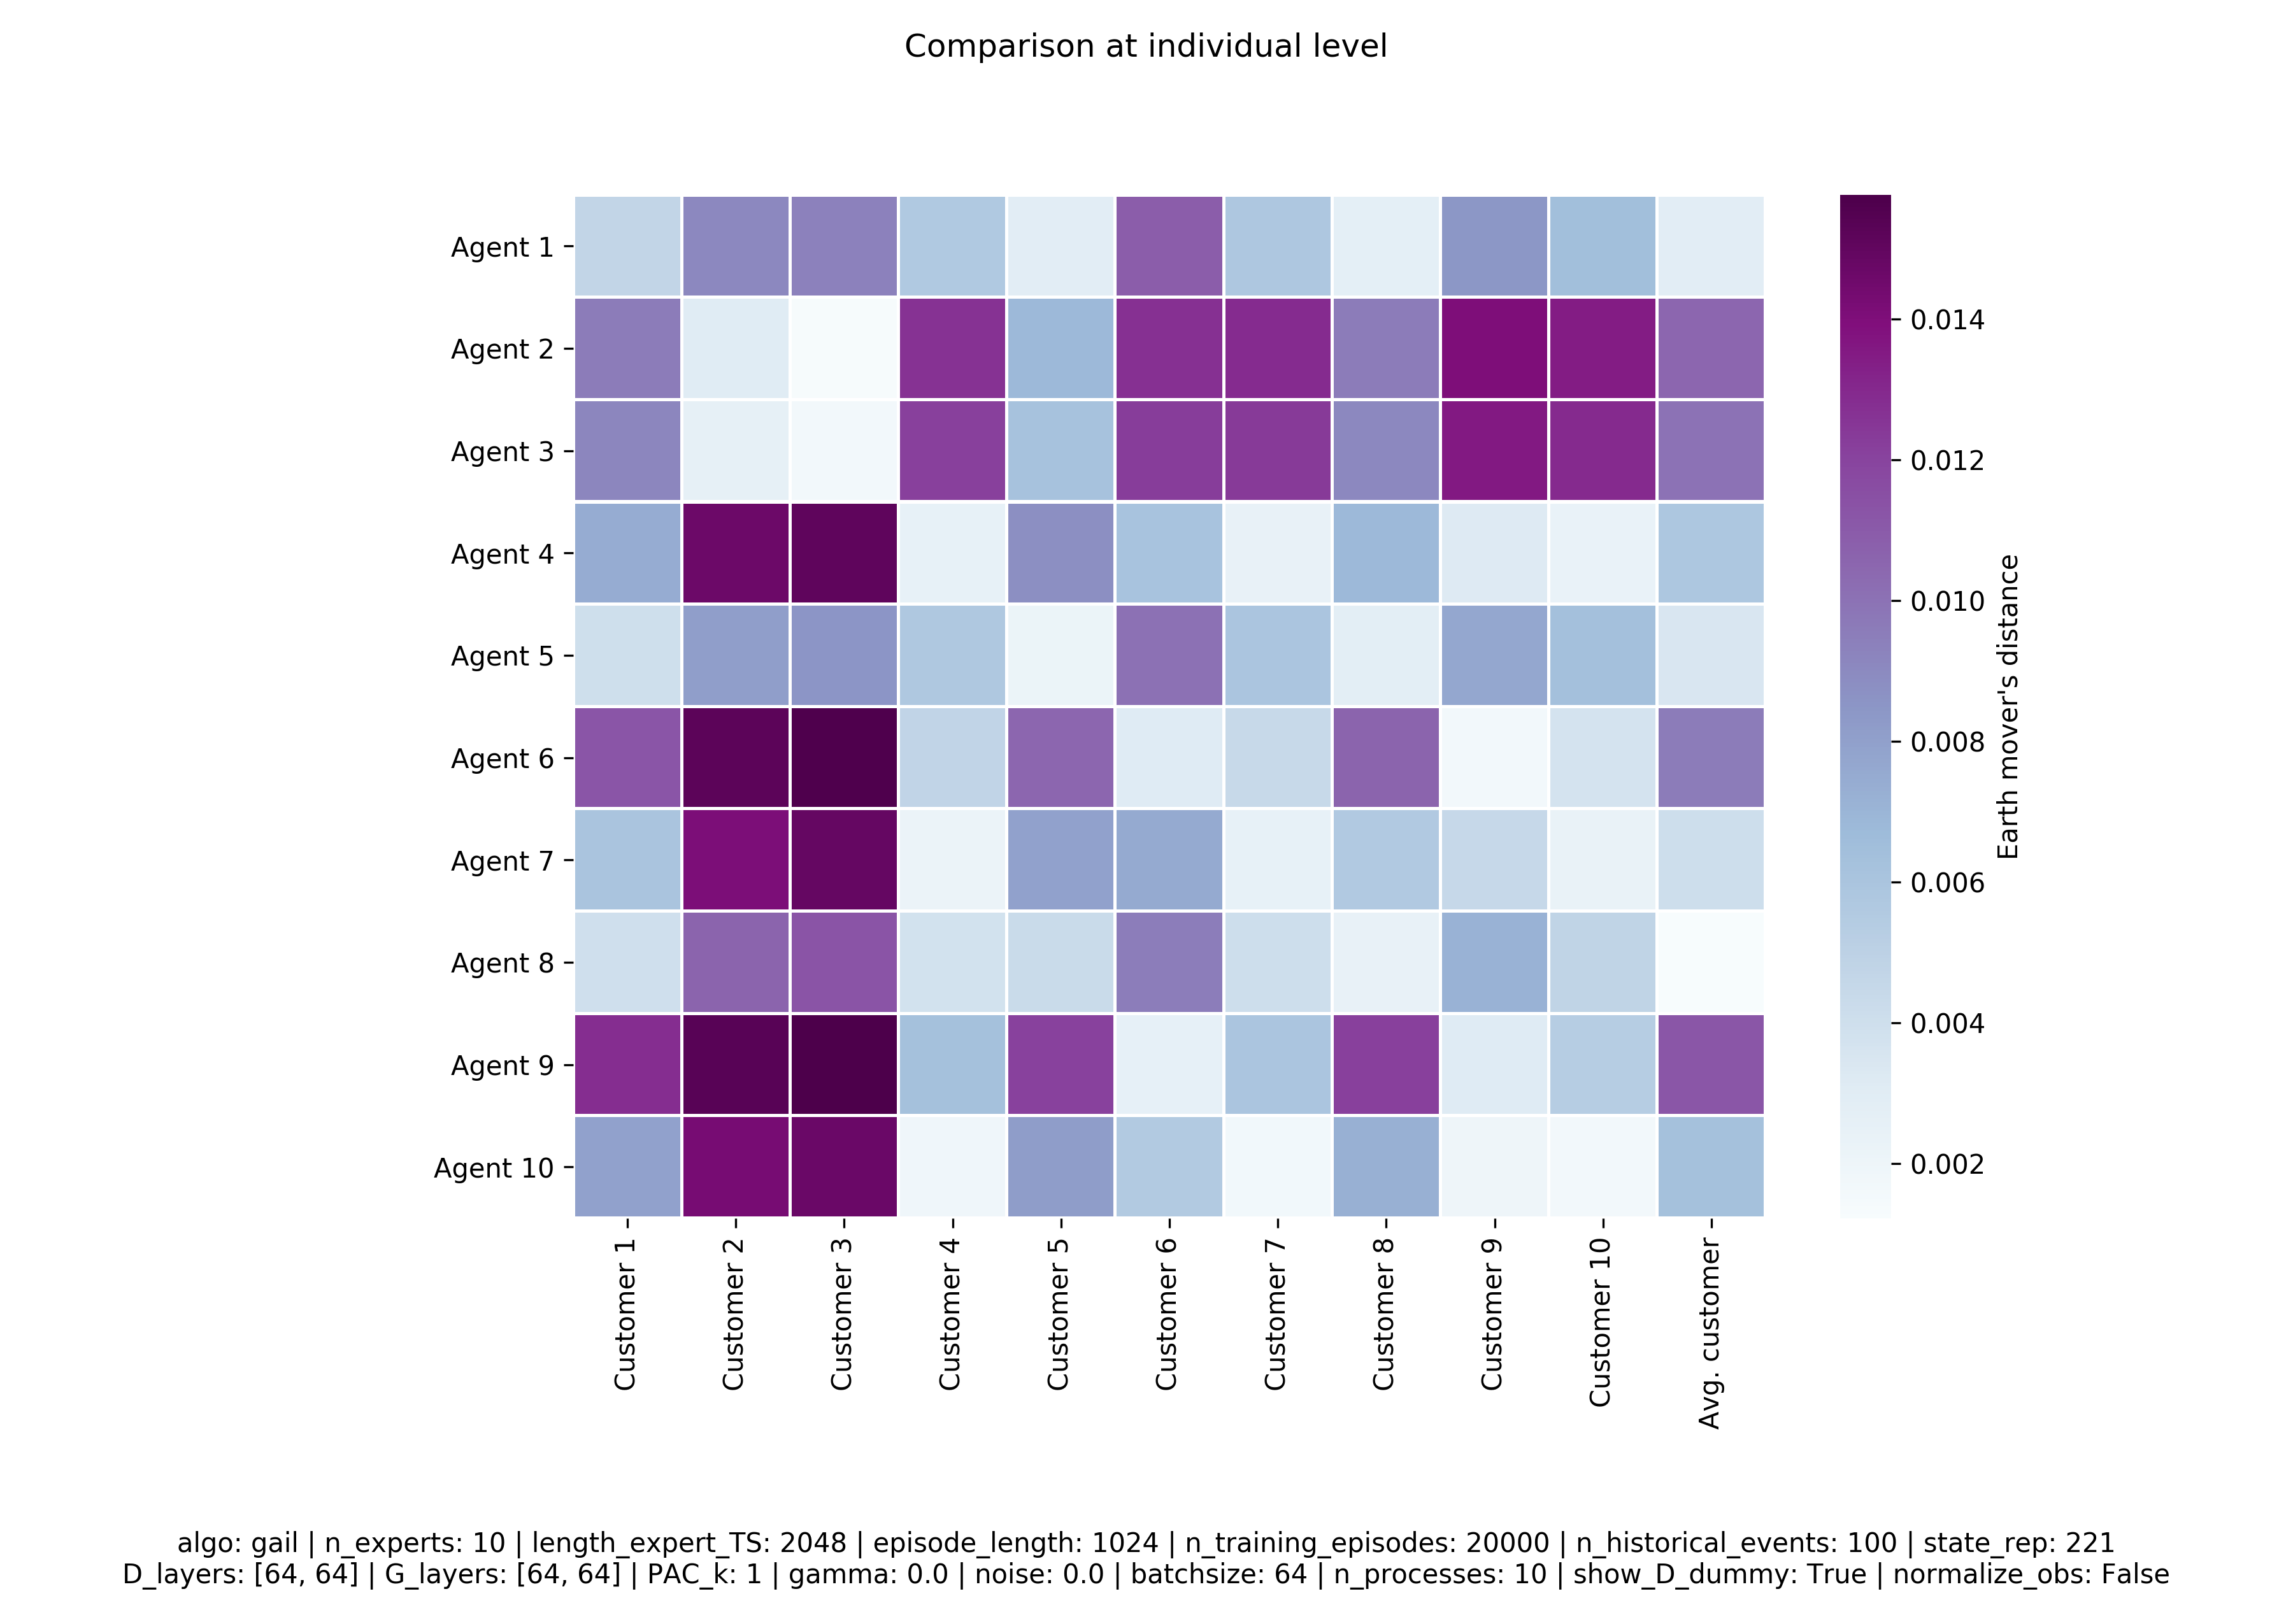 Comparison at individual level
Agent 1
Agent 2
Agent 3
Agent 4
Agent 5
Agent 6
Agent 7
Agent 8
Agent 9
Agent 10
Customer 1
Customer 2
Customer 3
Customer 4
Customer 5
Customer 6
Customer 7
Customer 8
Customer 9
Customer 10
Avg. customer
0.014
0.012
0.010
0.008
0.006
0.004
0.002
Earth mover's distance
algo: gail | n_experts: 10 | length_expert_TS: 2048 | episode_length: 1024 | n_training_episodes: 20000 | n_historical_events: 100 | state_rep: 221
D_layers: [64, 64] | G_layers: [64, 64] | PAC_k: 1 | gamma: 0.0 | noise: 0.0 | batchsize: 64 | n_processes: 10 | show_D_dummy: True | normalize_obs: False